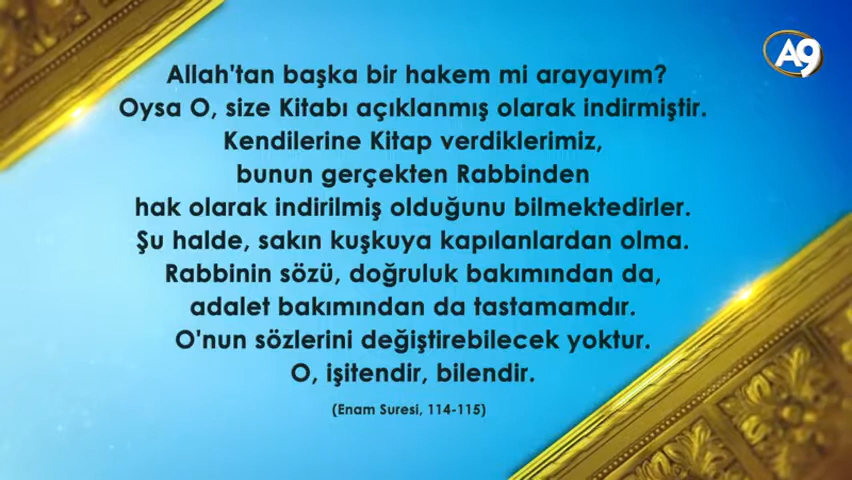 A9
Allah'tan başka bir hakem mi arayayım?
Oysa O, size Kitabı açıklanmış olarak indirmiştir.
Kendilerine Kitap verdiklerimiz,
bunun gerçekten Rabbinden
hak olarak indirilmiş olduğunu bilmektedirler.
Şu halde, sakın kuşkuya kapılanlardan olma.
Rabbinin sözü, doğruluk bakımından da,
adalet bakımından da tastamamdır.
O'nun sözlerini değiştirebilecek yoktur.
O, işitendir, bilendir.
(Enam Suresi, 114-115)